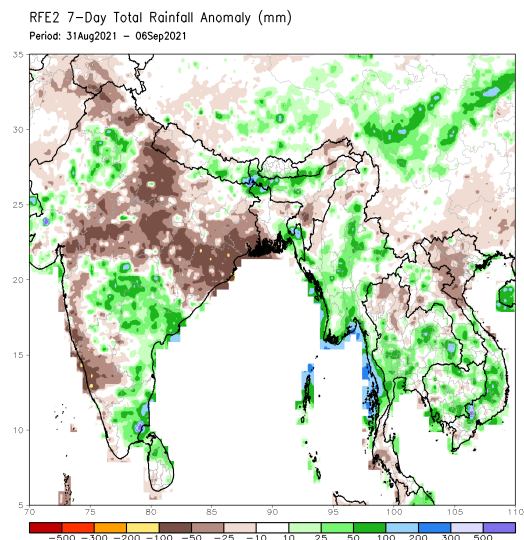 RFE2 7-Day Total Rainfall Anomaly (mm)
Period: 31Aug2021 - 06Sep2021
35
30
25
20
15
10
5
70 75 80 85 90 95 100 105 110
-500 -300 -200 -100 -50 -25 -10 10 25 50 100 200 300 500